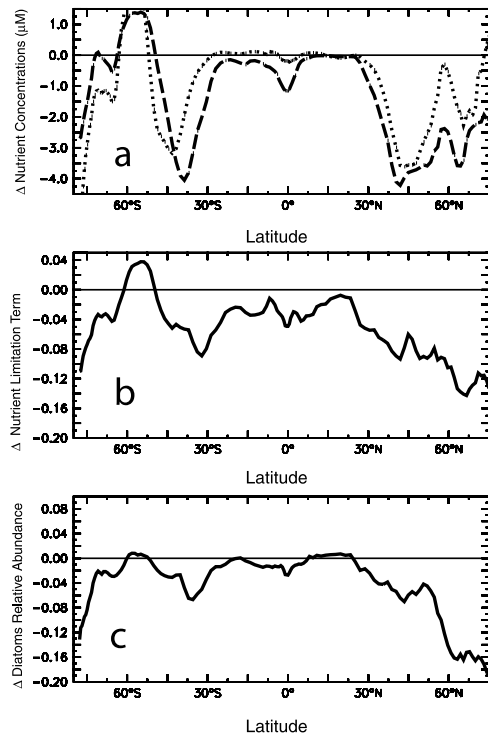 Δ Nutrient Concentrations (μM)
1.0
0.0
-1.0
-2.0
-3.0
-4.0
a
60°S
30°S
0°
30°N
60°N
Latitude
Δ Nutrient Limitation Term
0.04
0.00
-0.04
-0.08
-0.12
-0.16
-0.20
b
60°S
30°S
0°
30°N
60°N
Latitude
Δ Diatoms Relative Abundance
0.08
0.04
0.00
-0.04
-0.08
-0.12
-0.16
-0.20
c
60°S
30°S
0°
30°N
60°N
Latitude